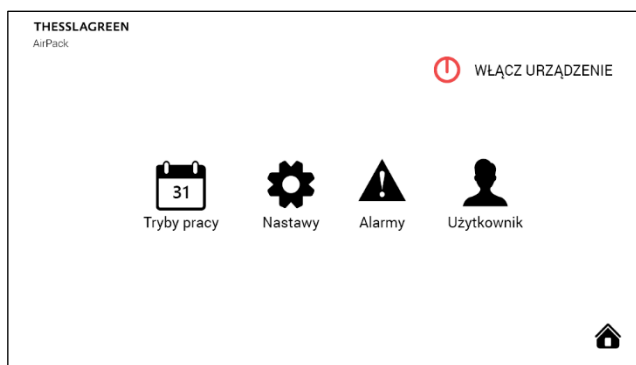 THESSLAGREEN
AirPack
WŁĄCZ URZĄDZENIE
31
Tryby pracy
Nastawy
Alarmy
Użytkownik